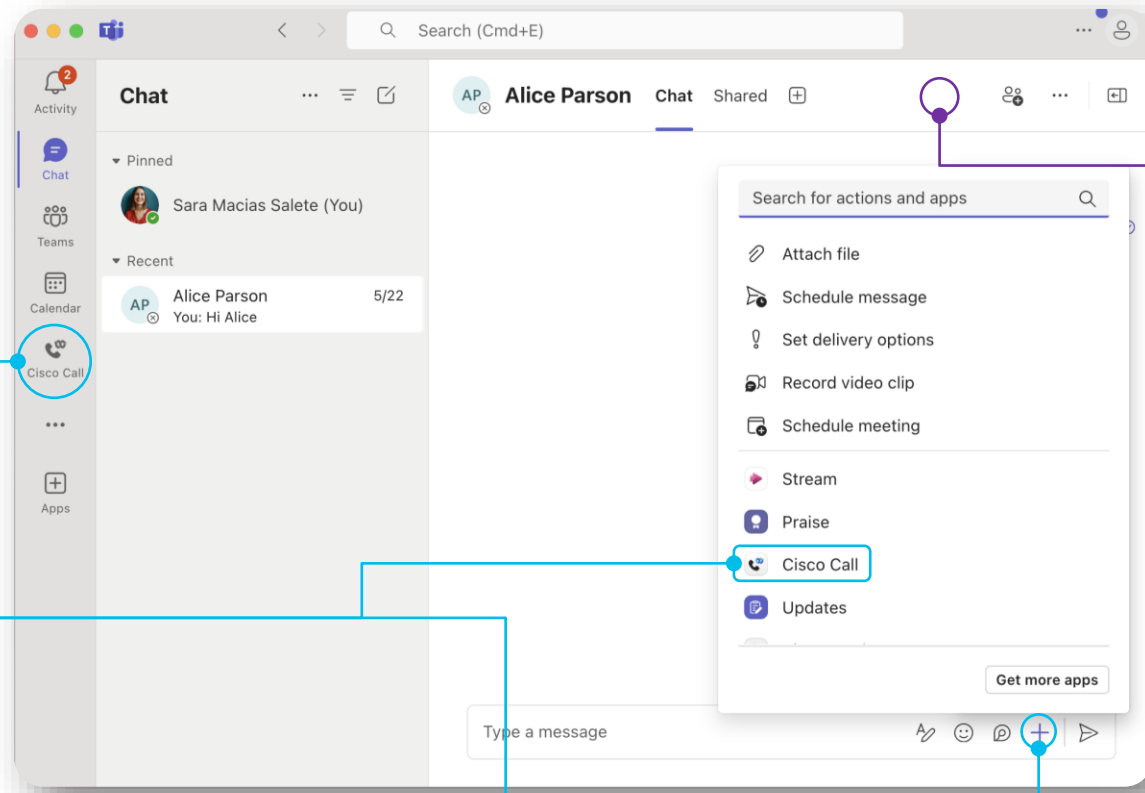 Search (Cmd+E)
2
Activity
Chat
Teams
Calendar
Cisco Call
Apps
Chat
Pinned
Sara Macias Salete (You)
Recent
AP
Alice Parson
5/22
You: Hi Alice
AP
Alice Parson
Chat
Shared
Search for actions and apps
Attach file
Schedule message
Set delivery options
Record video clip
Schedule meeting
Stream
Praise
Cisco Call
Updates
Get more apps
Type a message